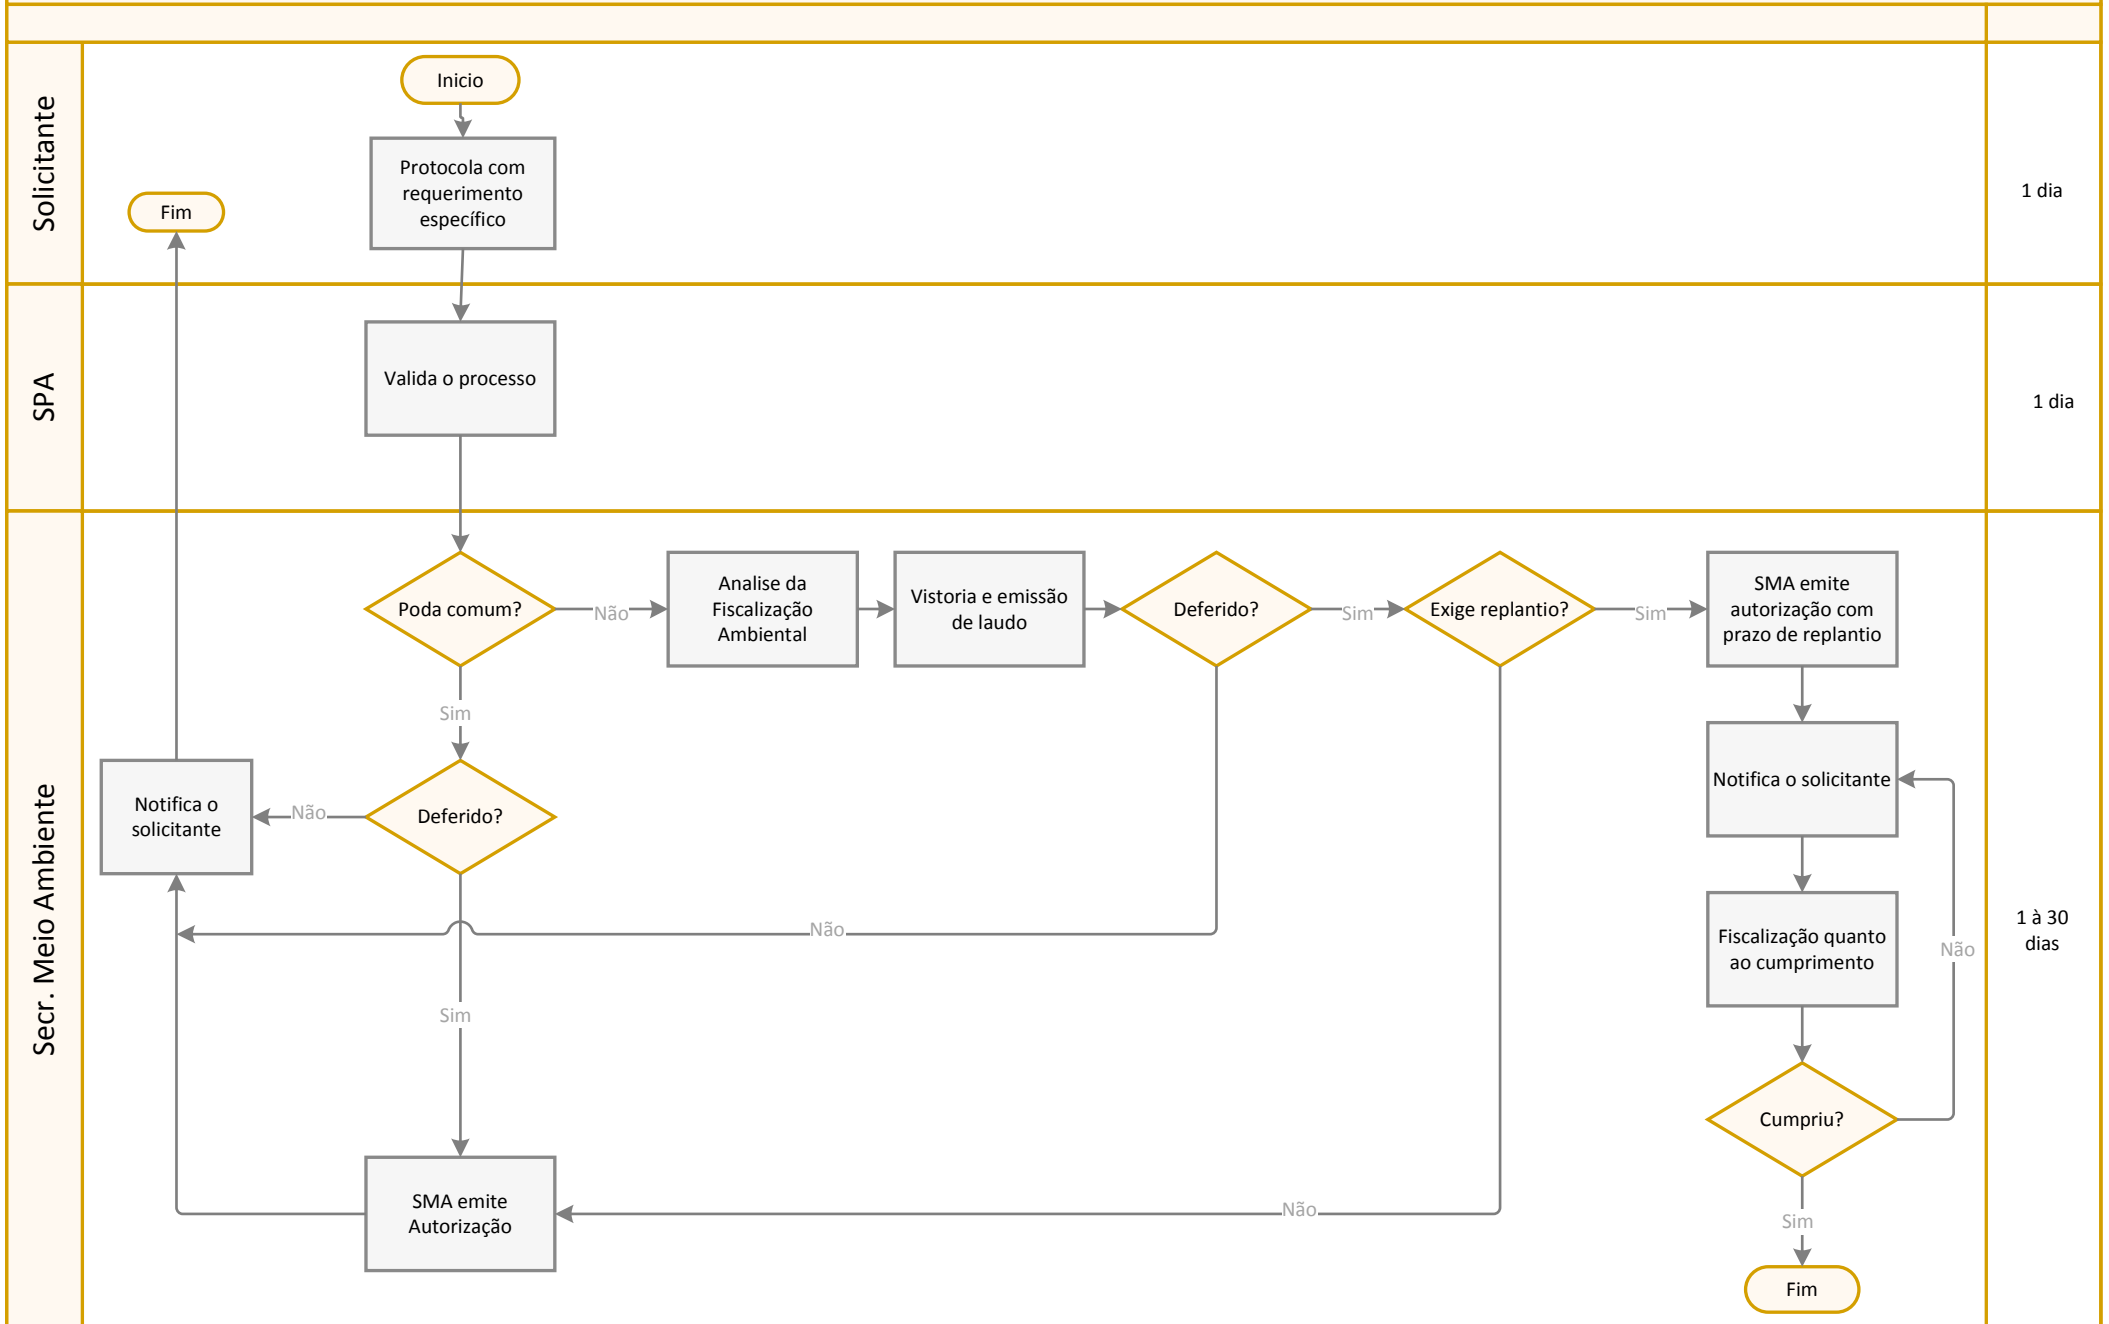 Solicitante
Inicio
Protocola com
requerimento
específico
Fim
1 dia
SPA
Valida o processo
1 dia
Secr. Meio Ambiente
Poda comum?
Não
Analise da
Fiscalização
Ambiental
Vistoria e emissão
de laudo
Deferido?
Sim
Exige replantio?
Sim
SMA emite
autorização com
prazo de replantio
Sim
Notifica o solicitante
Notifica o
solicitante
Não
Deferido?
Não
Fiscalização quanto
ao cumprimento
Não
1 à 30
dias
Sim
Cumpriu?
SMA emite
Autorização
Não
Sim
Fim